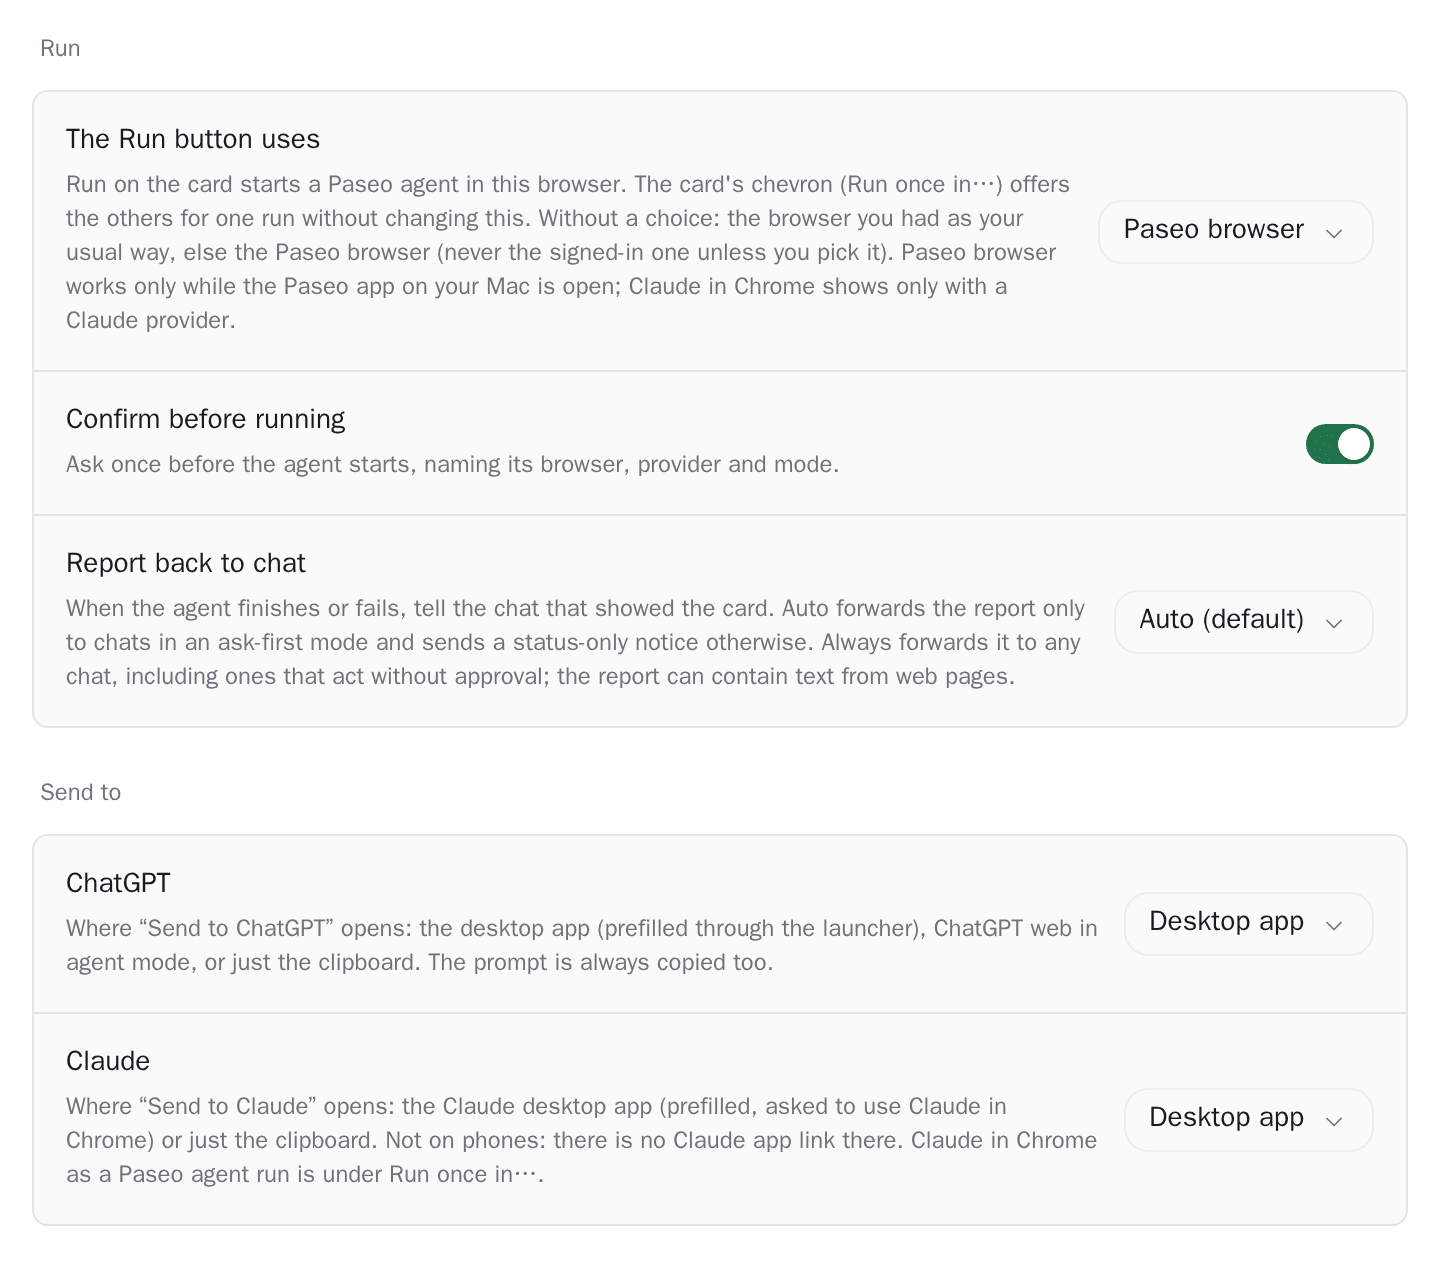 Run
The Run button uses
Run on the card starts a Paseo agent in this browser. The card's chevron (Run once in⋯) offers
the others for one run without changing this. Without a choice: the browser you had as your
usual way, else the Paseo browser (never the signed-in one unless you pick it). Paseo browser
works only while the Paseo app on your Mac is open; Claude in Chrome shows only with a
Claude provider.
Paseo browser
Confirm before running
Ask once before the agent starts, naming its browser, provider and mode.
Report back to chat
When the agent finishes or fails, tell the chat that showed the card. Auto forwards the report only
to chats in an ask-first mode and sends a status-only notice otherwise. Always forwards it to any
chat, including ones that act without approval; the report can contain text from web pages.
Auto (default)
Send to
ChatGPT
Where “Send to ChatGPT” opens: the desktop app (prefilled through the launcher), ChatGPT web in
agent mode, or just the clipboard. The prompt is always copied too.
Desktop app
Claude
Where “Send to Claude” opens: the Claude desktop app (prefilled, asked to use Claude in
Chrome) or just the clipboard. Not on phones: there is no Claude app link there. Claude in Chrome
as a Paseo agent run is under Run once in⋯.
Desktop app